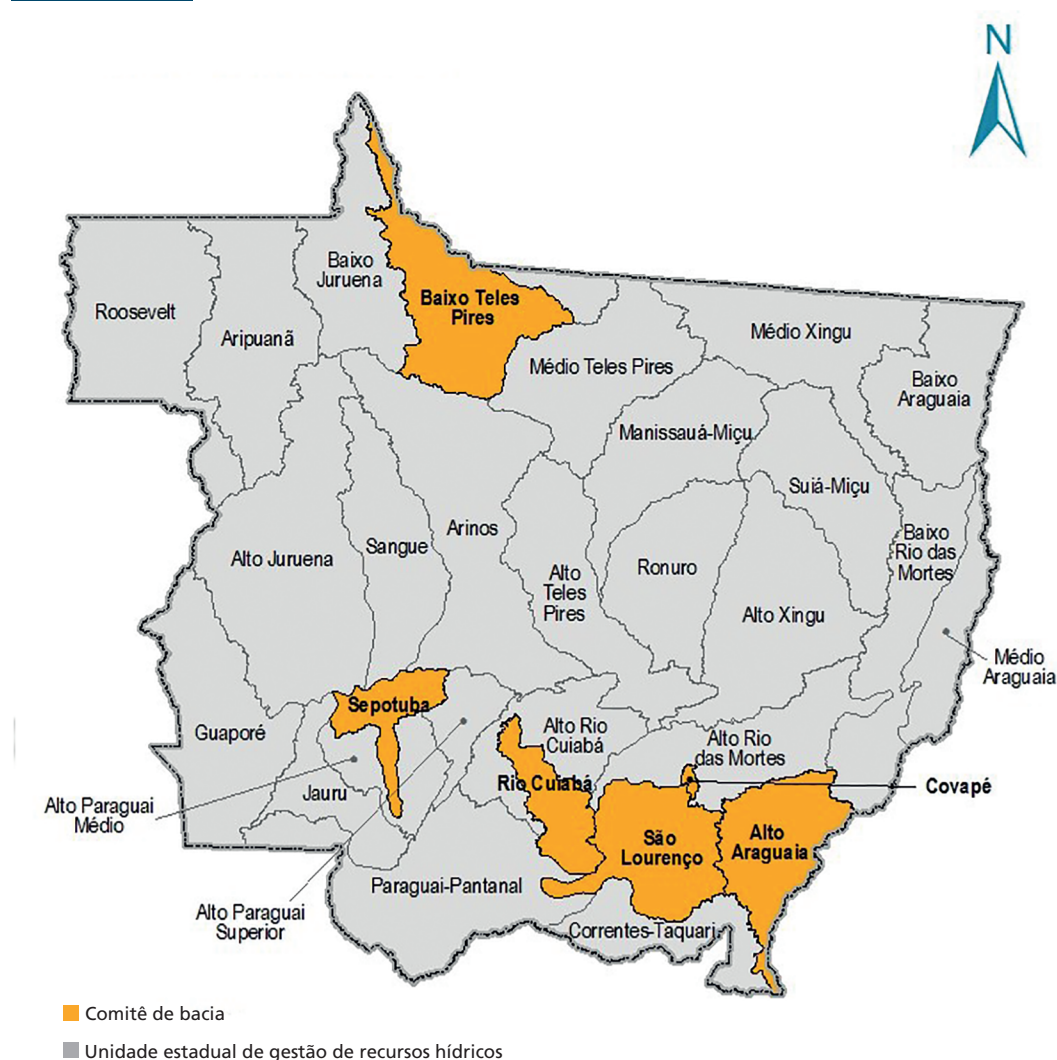 N
Baixo
Juruena
Roosevelt
Aripuanã
Baixo Teles
Pires
Médio Teles Pires
Médio Xingu
Baixo
Araguaia
Manissauá-Miçu
Suiá-Miçu
Alto Juruena
Sangue
Arinos
Alto
Teles
Pires
Ronuro
Alto Xingu
Baixo
Rio das
Mortes
Médio
Araguaia
Guaporé
Sepotuba
Alto Rio
Cuiabá
Alto Rio
das Mortes
Jauru
Rio Cuiabá
Covapé
Alto Paraguai
Médio
São
Lourenço
Alto
Araguaia
Paraguai-Pantanal
Alto Paraguai
Superior
Correntes-Taquari
Comitê de bacia
Unidade estadual de gestão de recursos hídricos